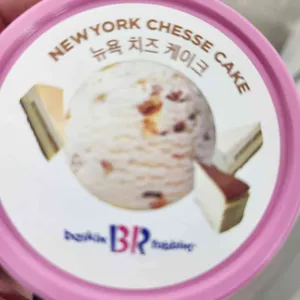 NEWYORK CHESSE CAKE
뉴욕 치즈 케이크
baskin BR robbins